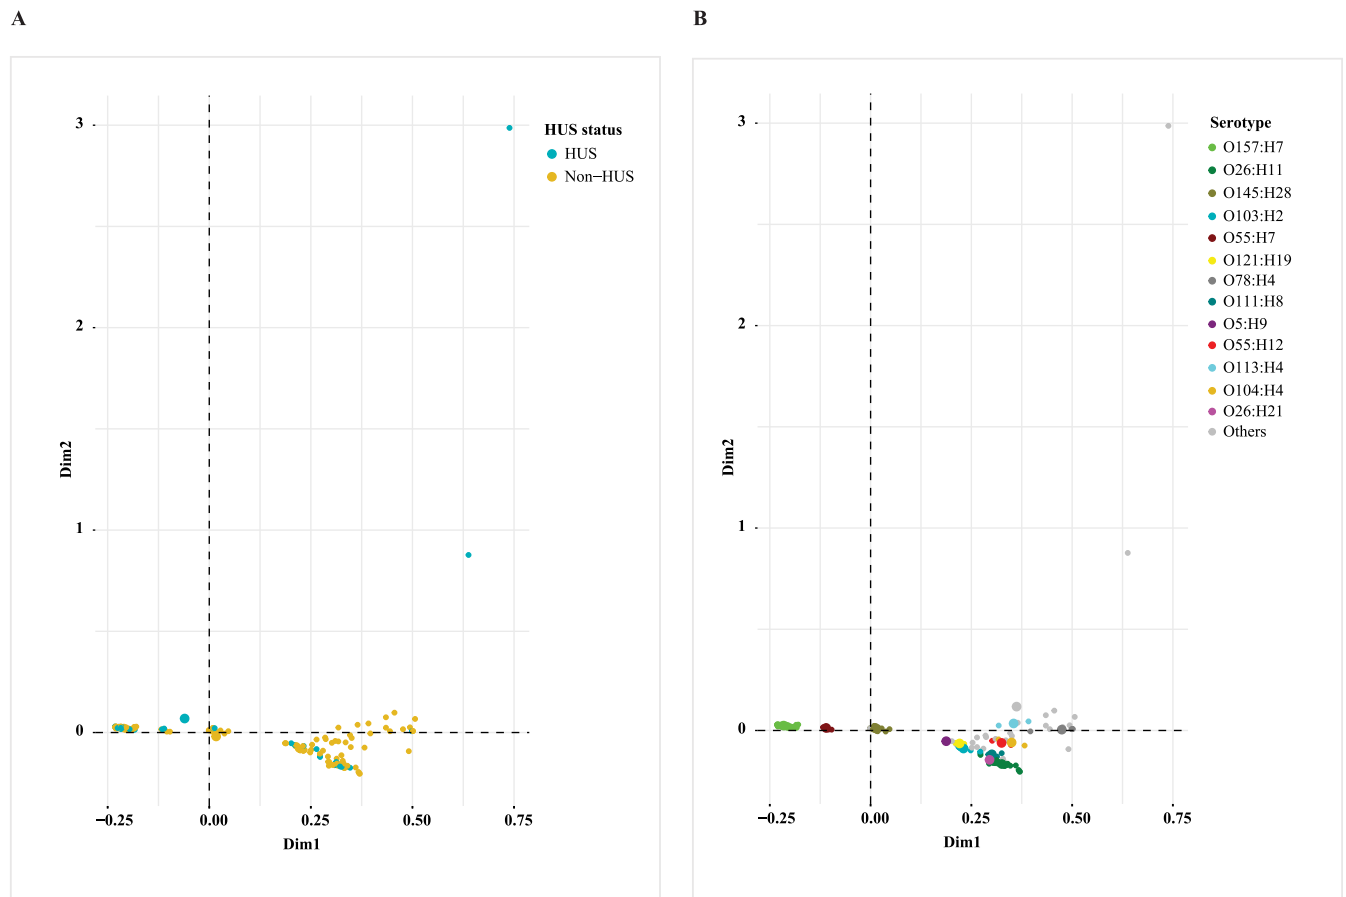 A
HUS status
HUS
Non−HUS
3
2
1
0
Dim2
−0.25
0.00
0.25
0.50
0.75
Dim1
B
Serotype
O157:H7
O26:H11
O145:H28
O103:H2
O55:H7
O121:H19
O78:H4
O111:H8
O5:H9
O55:H12
O113:H4
O104:H4
O26:H21
Others
3
2
1
0
Dim2
−0.25
0.00
0.25
0.50
0.75
Dim1